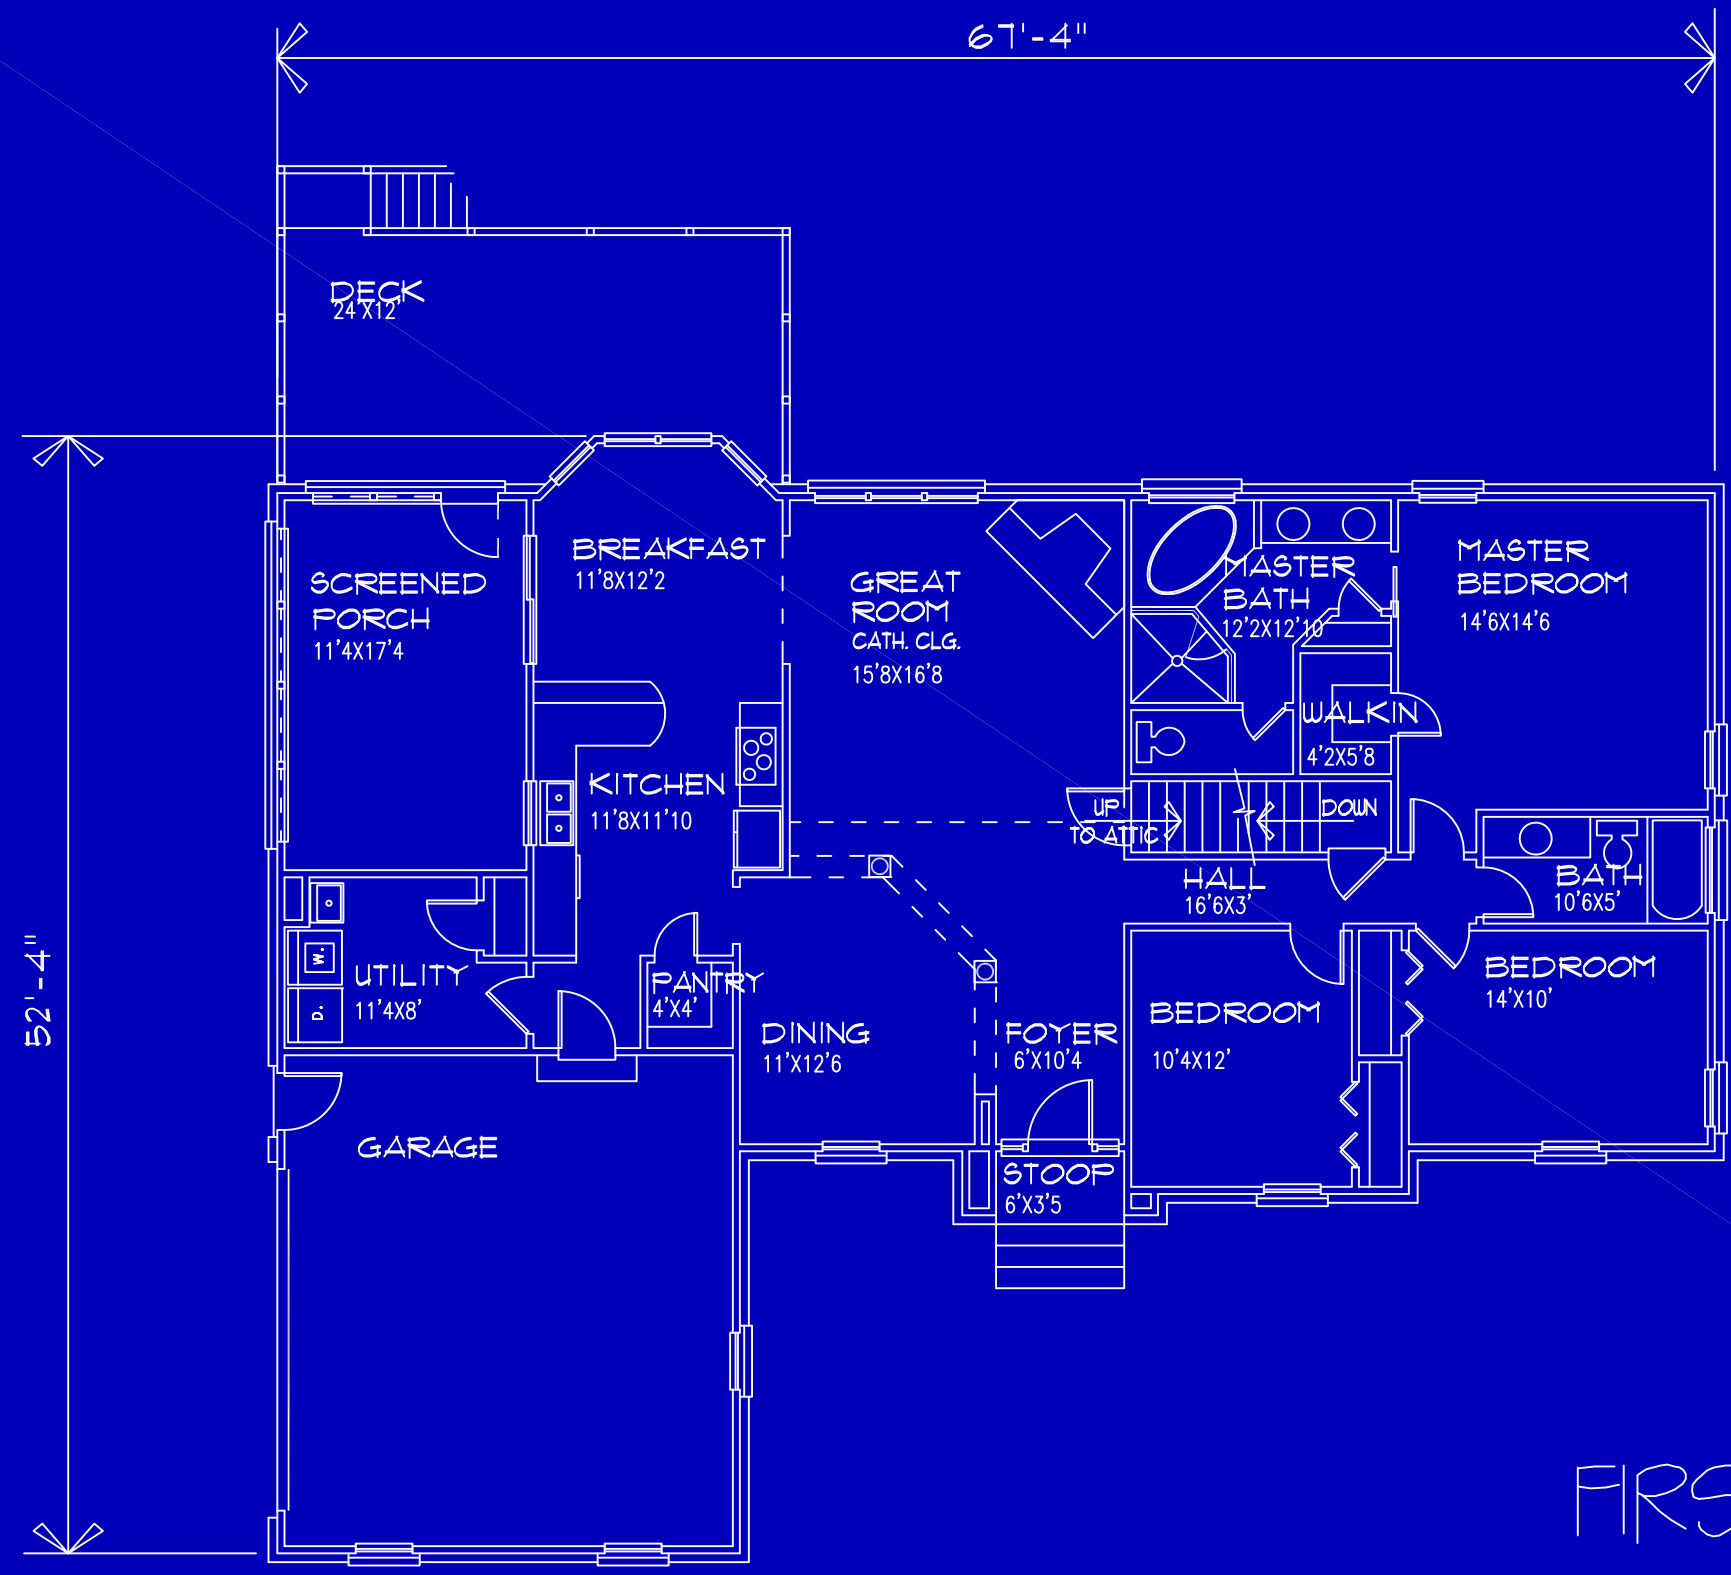 67'-4"
DECK
24'X12'
BREAKFAST
11'8X12'2
SCREENED
PORCH
11'4X17'4
GREAT
ROOM
CATH. CLG.
15'8X16'8
MASTER
BATH
12'2X12'10
MASTER
BEDROOM
14'6X14'6
WALKIN
4'2X5'8
KITCHEN
11'8X11'10
UP
TO ATTIC
DOWN
HALL
16'6X3'
BATH
10'6X5'
52'-4"
W.
D.
UTILITY
11'4X8'
PANTRY
4'X4'
DINING
11'X12'6
FOYER
6'X10'4
BEDROOM
10'4X12'
BEDROOM
14'X10'
GARAGE
STOOP
6'X3'5
FIRS